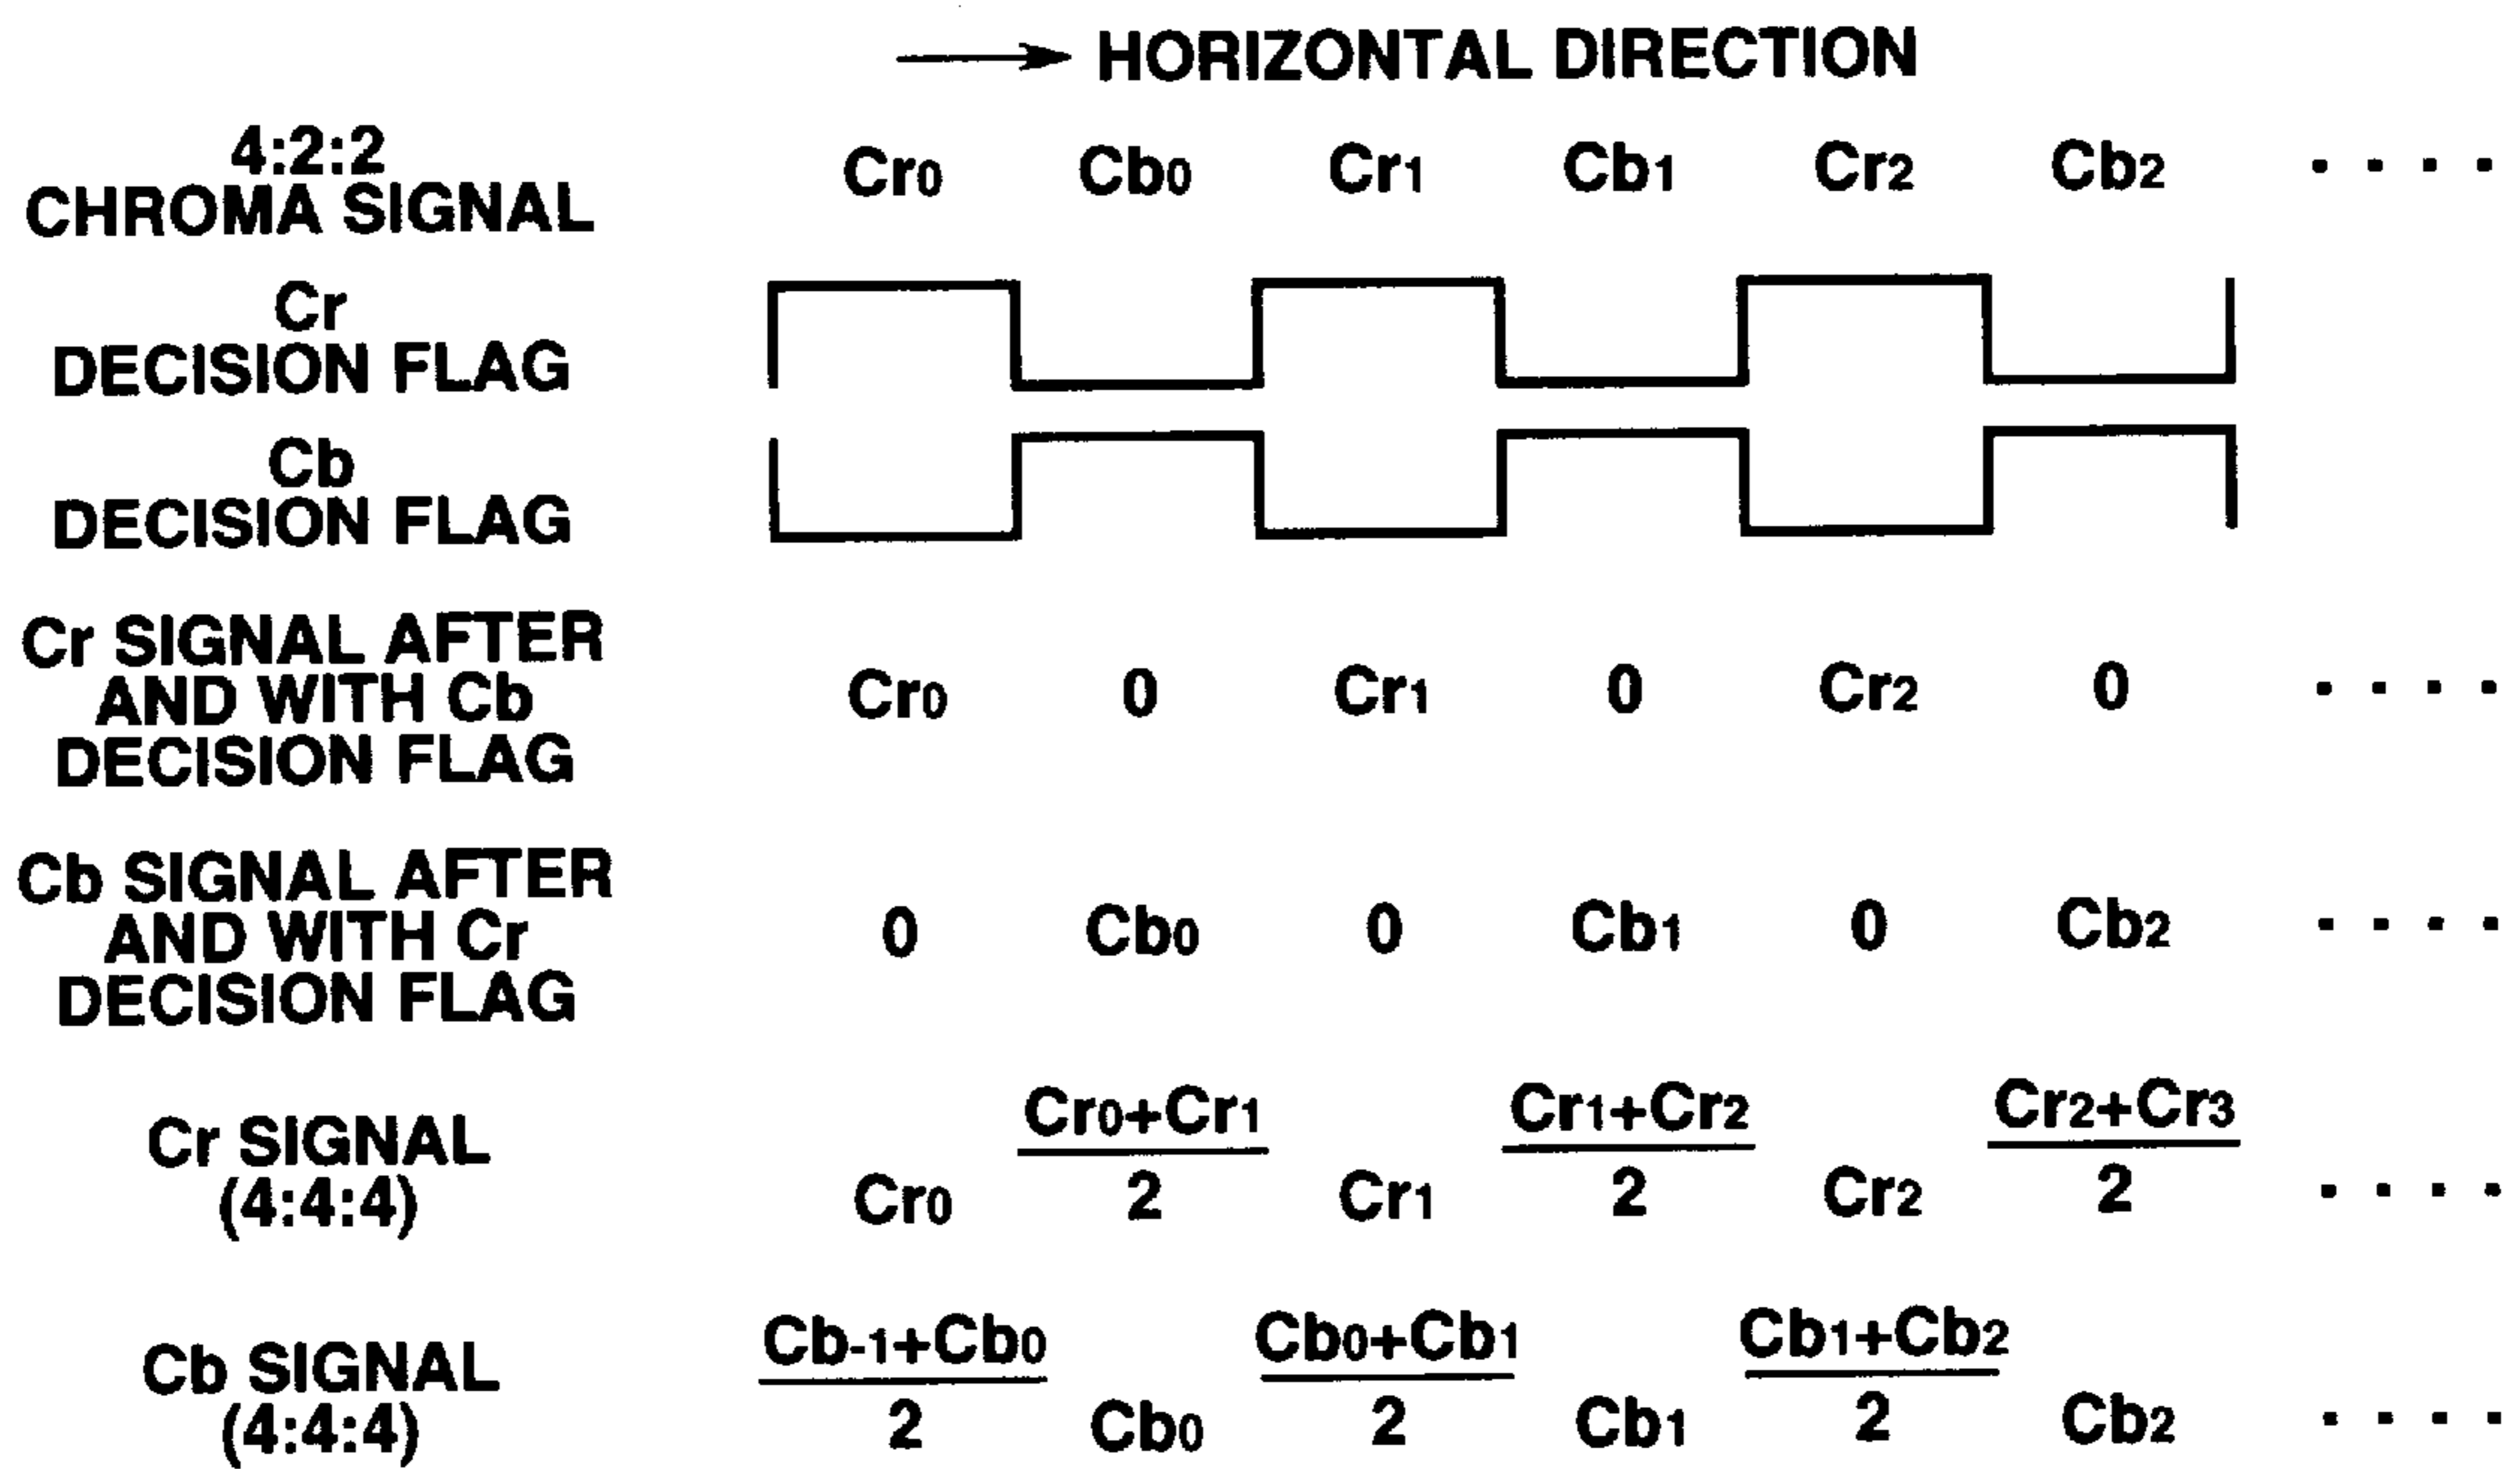 HORIZONTAL DIRECTION
4:2:2
CHROMA SIGNAL
Cr0 Cb0 Cr1 Cb1 Cr2 Cb2 ....
Cr
DECISION FLAG
Cb
DECISION FLAG
Cr SIGNAL AFTER
AND WITH Cb
DECISION FLAG
Cr0 0 Cr1 0 Cr2 0 ....
Cb SIGNAL AFTER
AND WITH Cr
DECISION FLAG
0 Cb0 0 Cb1 0 Cb2 ....
Cr SIGNAL
(4:4:4)
Cr0+Cr1 Cr1+Cr2 Cr2+Cr3
Cr0 2 Cr1 2 Cr2 2 ....
Cb SIGNAL
(4:4:4)
Cb-1+Cb0 Cb0+Cb1 Cb1+Cb2
2 Cb0 2 Cb1 2 Cb2 ....